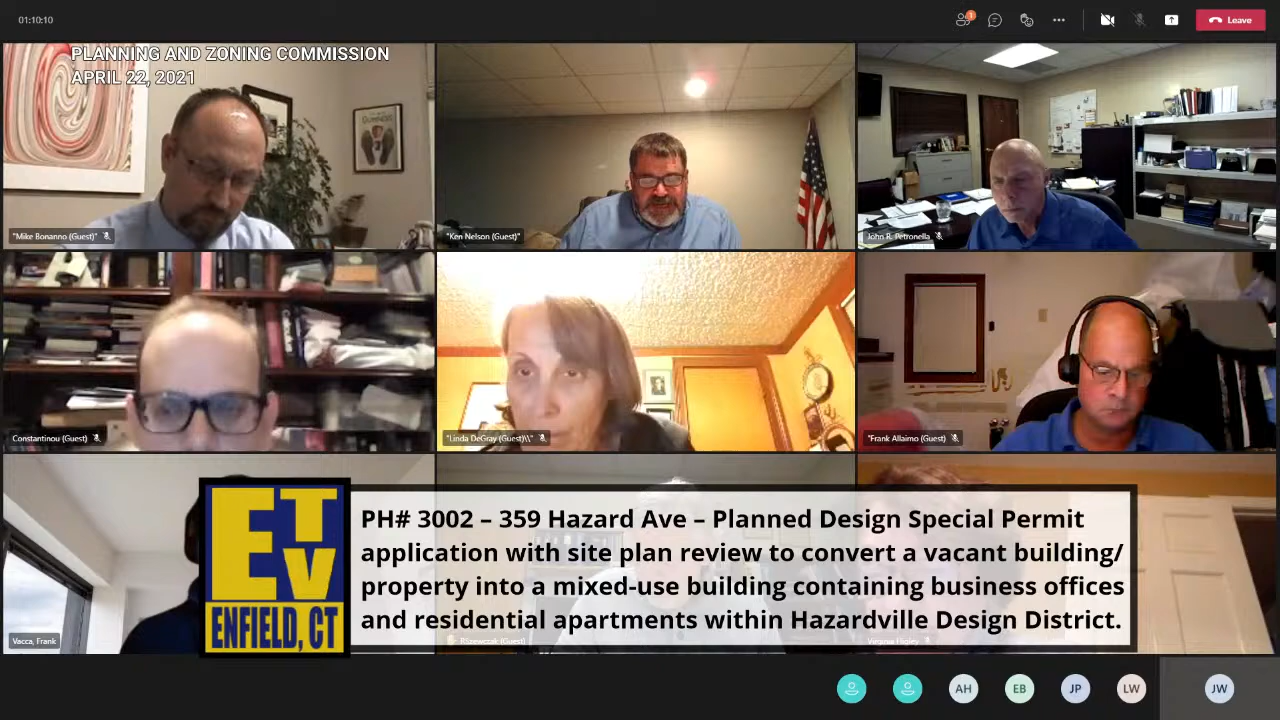 01:10:10
1
Leave
PLANNING AND ZONING COMMISSION
APRIL 22, 2021
"Mike Bonanno (Guest)"
"Ken Nelson (Guest)"
John R. Petronella
Constantinou (Guest)
"Linda DeGray (Guest)\\"
"Frank Allaimo (Guest)
Vacca, Frank
ETV
ENFIELD, CT
PH# 3002 – 359 Hazard Ave – Planned Design Special Permit
application with site plan review to convert a vacant building/
property into a mixed-use building containing business offices
and residential apartments within Hazardville Design District.
Virginia Higley
AH
EB
JP
LW
JW